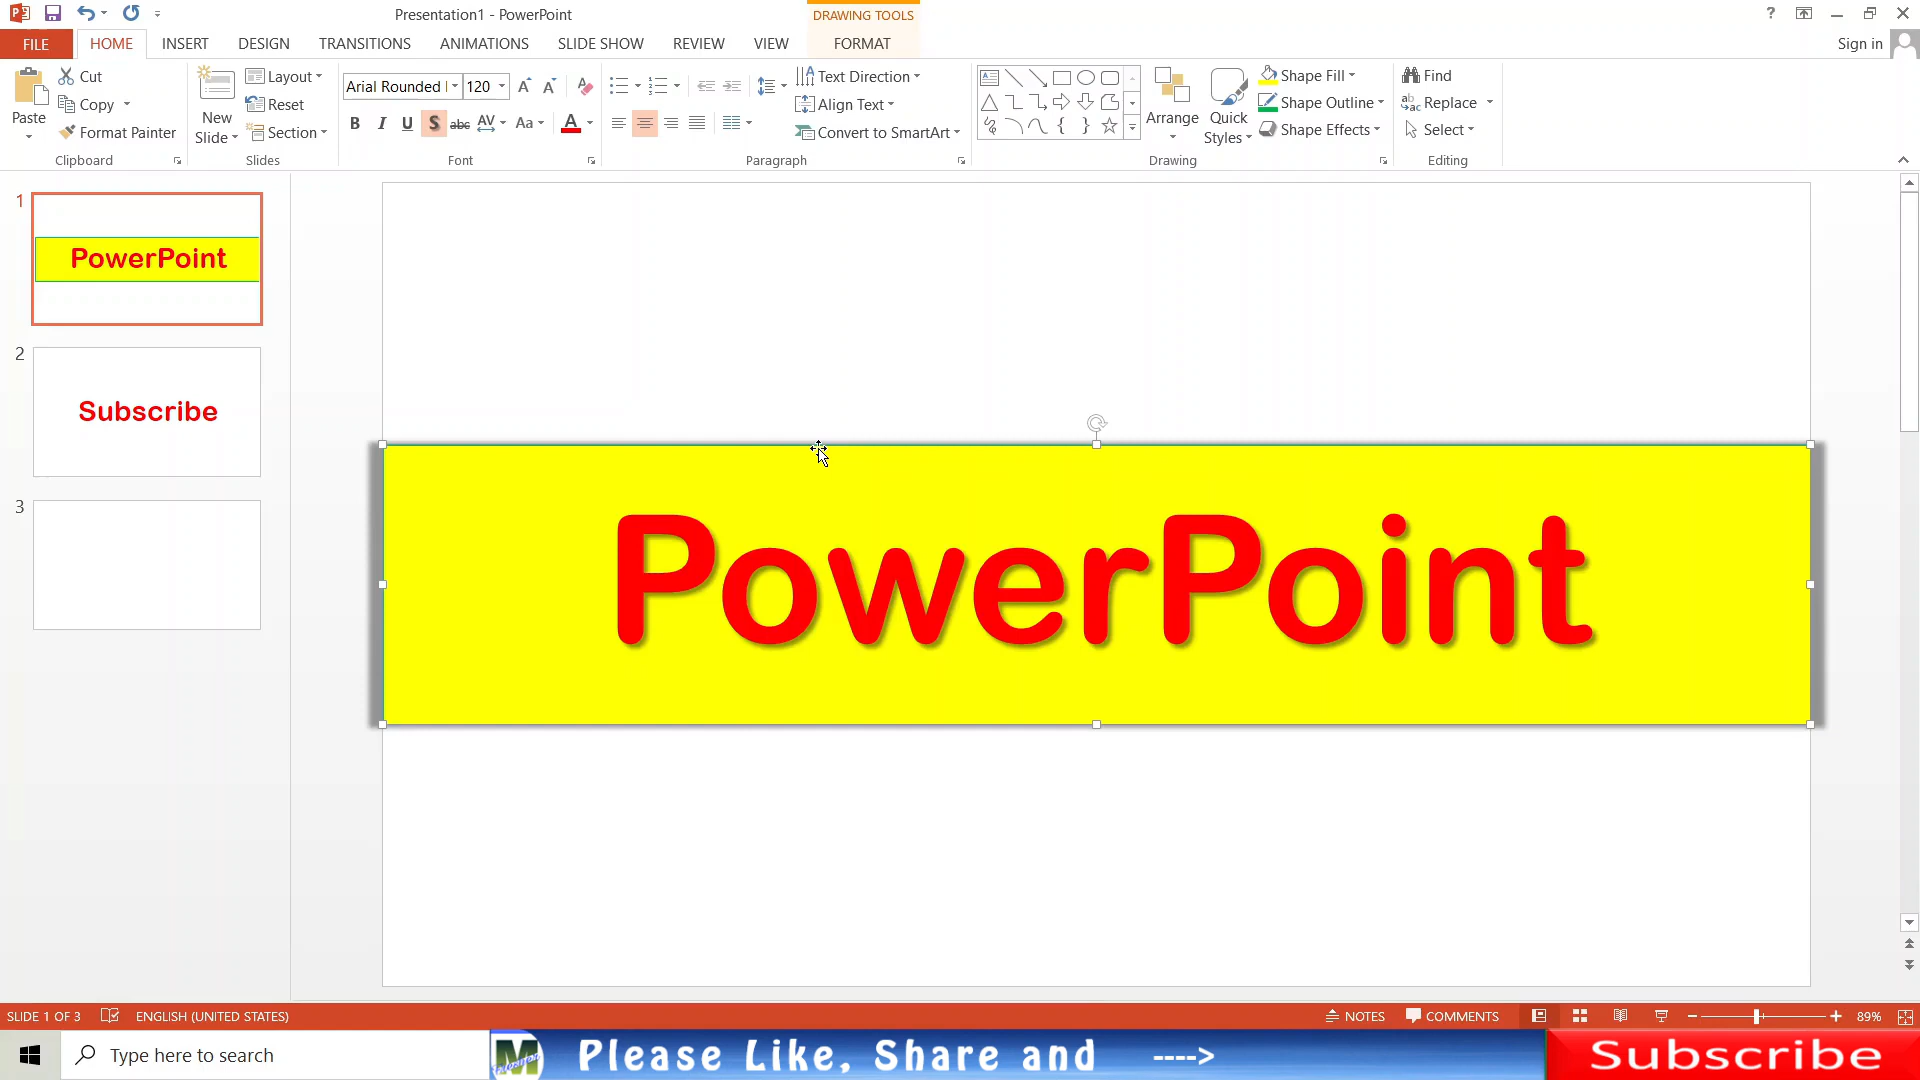 Presentation1 - PowerPoint
DRAWING TOOLS
?
FILE HOME INSERT DESIGN TRANSITIONS ANIMATIONS SLIDE SHOW REVIEW VIEW FORMAT
Sign in
Paste
Cut
Copy
Format Painter
Clipboard
New Slide
Layout
Reset
Section
Slides
Arial Rounded 120
B I U S abc AV Aa A
Font
Text Direction
Align Text
Convert to SmartArt
Paragraph
Arrange
Quick Styles
Shape Fill
Shape Outline
Shape Effects
Drawing
Find
Replace
Select
Editing
1
PowerPoint
2
Subscribe
3
PowerPoint
SLIDE 1 OF 3 ENGLISH (UNITED STATES) NOTES COMMENTS 89%
Type here to search
Please Like, Share and ---->
Subscribe